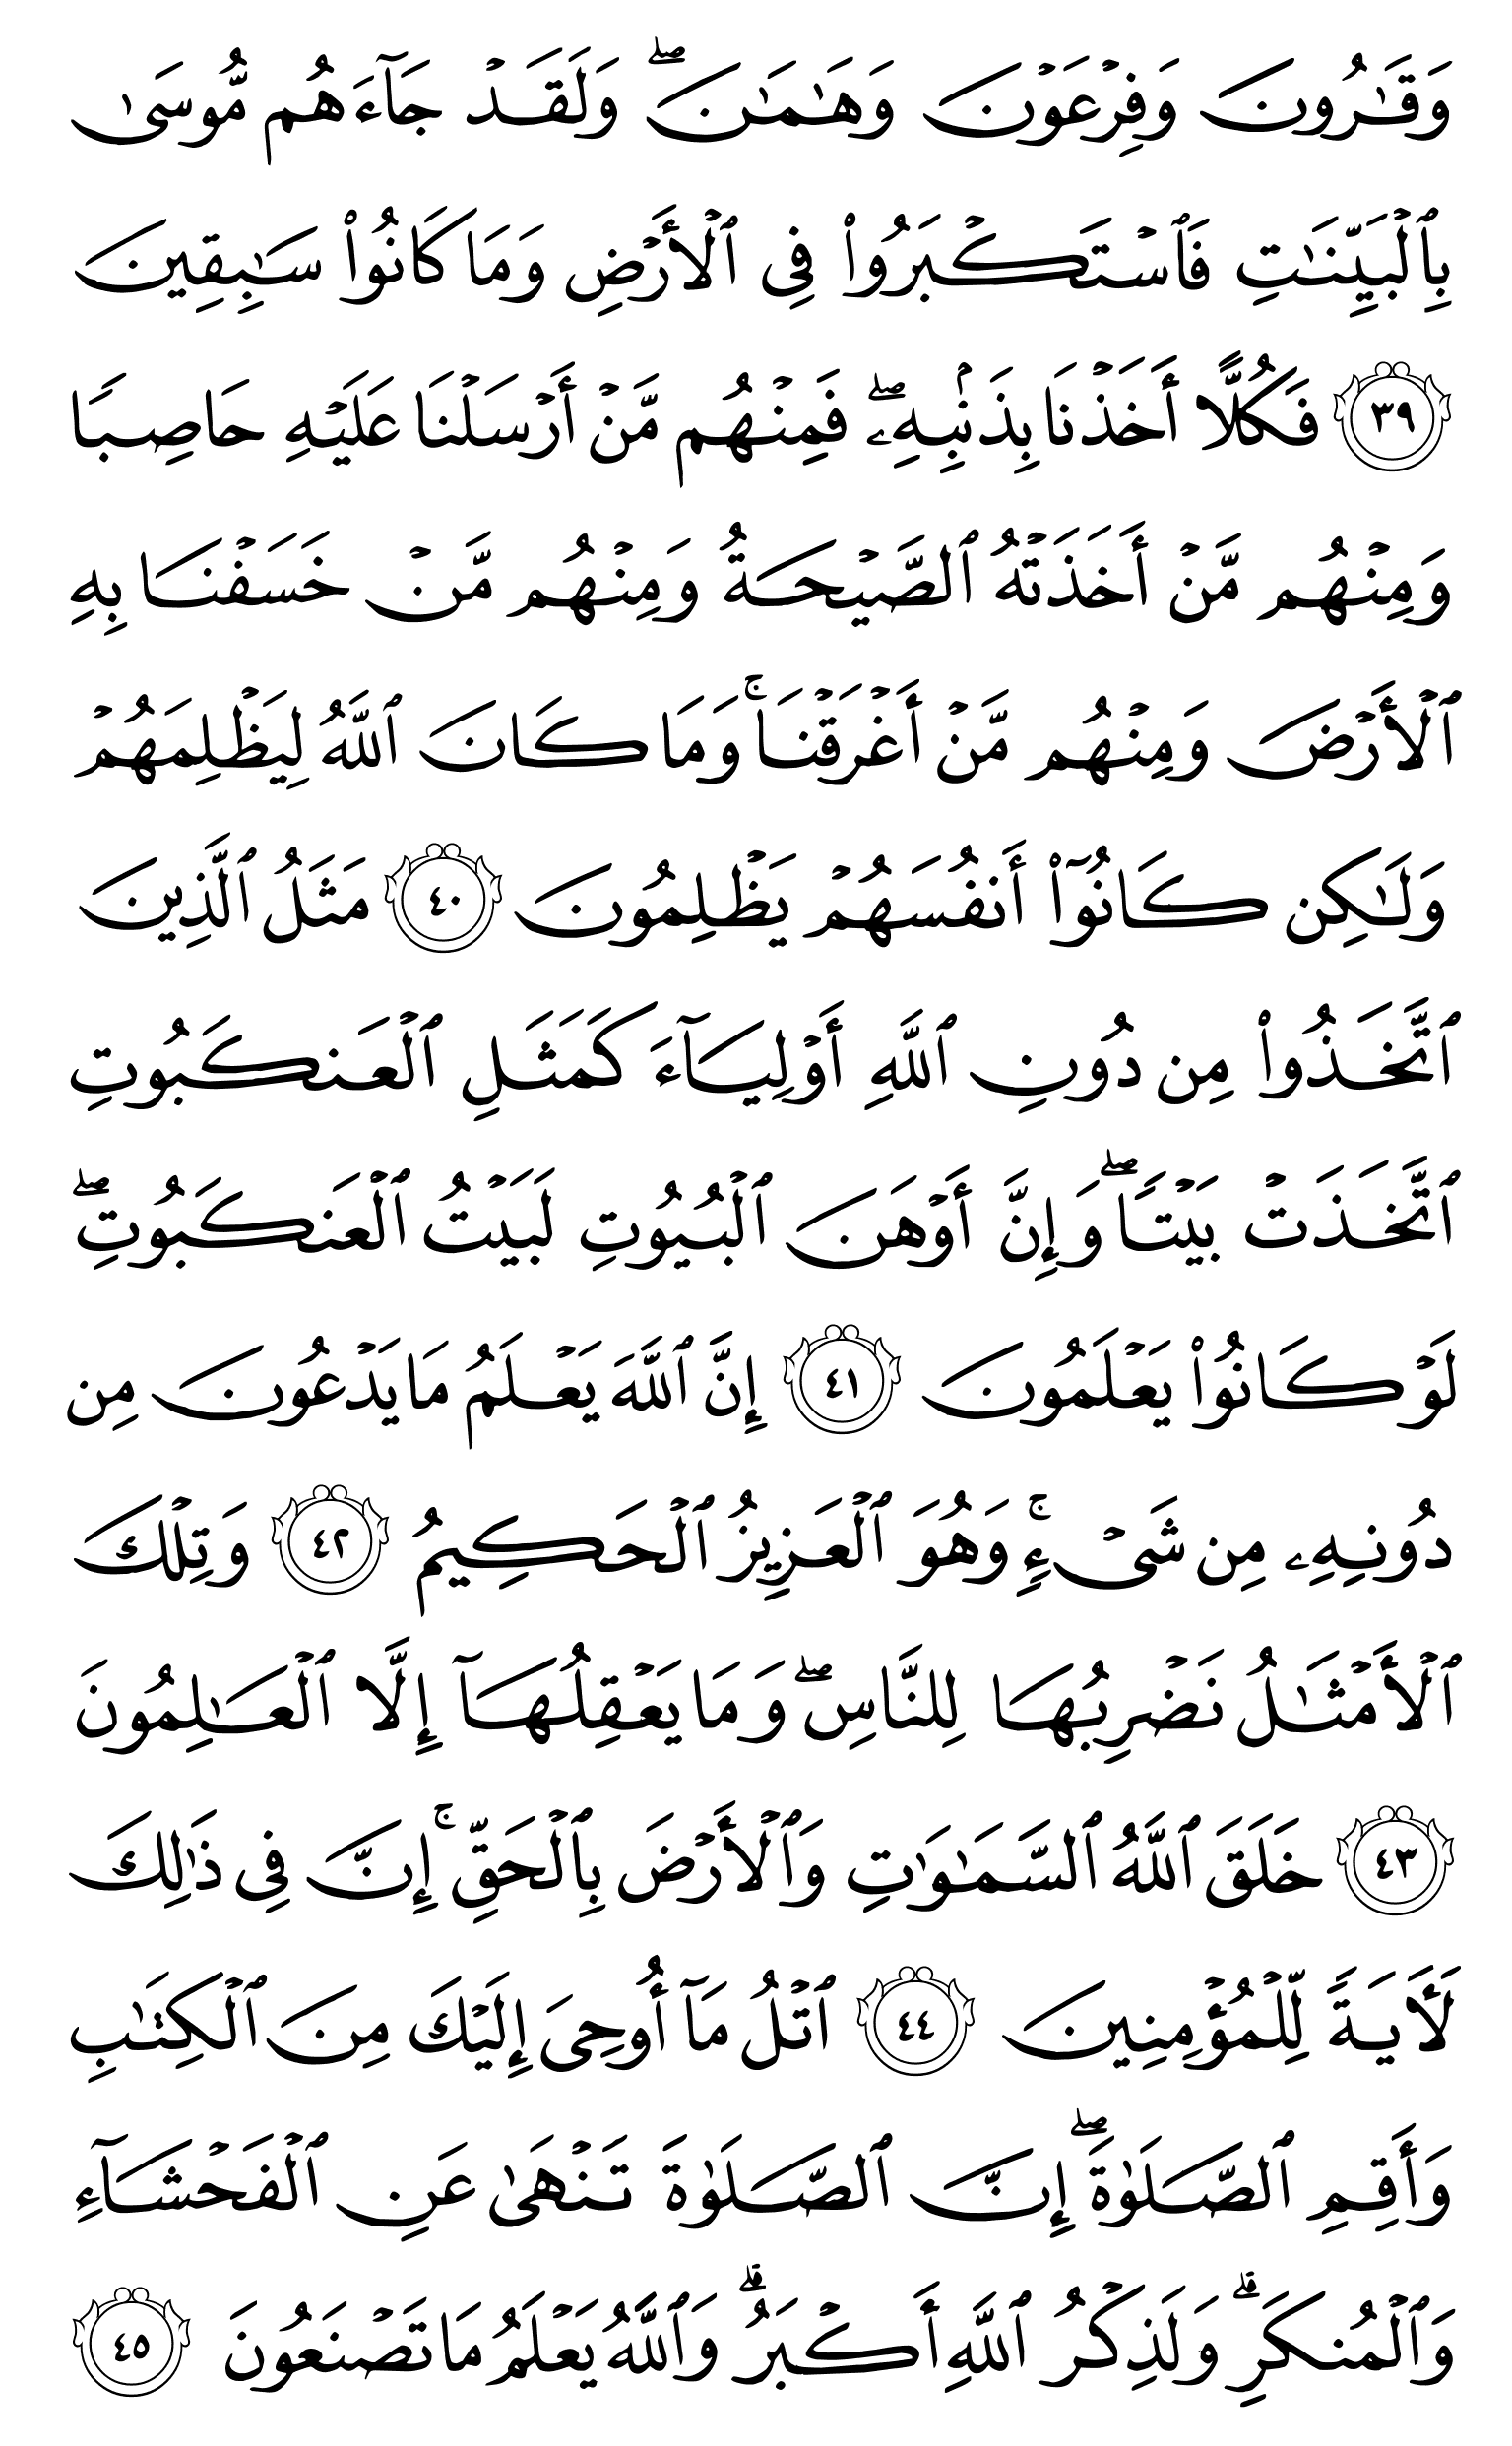 وَقَٰرُونَ وَفِرۡعَوۡنَ وَهَٰمَٰنَۖ وَلَقَدۡ جَآءَهُم مُّوسَىٰ
بِٱلۡبَيِّنَٰتِ فَٱسۡتَكۡبَرُواْ فِي ٱلۡأَرۡضِ وَمَا كَانُواْ سَٰبِقِينَ
٣٩ فَكُلًّا أَخَذۡنَا بِذَنۢبِهِۦۖ فَمِنۡهُم مَّنۡ أَرۡسَلۡنَا عَلَيۡهِ حَاصِبٗا
وَمِنۡهُم مَّنۡ أَخَذَتۡهُ ٱلصَّيۡحَةُ وَمِنۡهُم مَّنۡ خَسَفۡنَا بِهِ
ٱلۡأَرۡضَ وَمِنۡهُم مَّنۡ أَغۡرَقۡنَاۚ وَمَا كَانَ ٱللَّهُ لِيَظۡلِمَهُمۡ
وَلَٰكِن كَانُوٓاْ أَنفُسَهُمۡ يَظۡلِمُونَ ٤٠ مَثَلُ ٱلَّذِينَ
ٱتَّخَذُواْ مِن دُونِ ٱللَّهِ أَوۡلِيَآءَ كَمَثَلِ ٱلۡعَنكَبُوتِ
ٱتَّخَذَتۡ بَيۡتٗاۖ وَإِنَّ أَوۡهَنَ ٱلۡبُيُوتِ لَبَيۡتُ ٱلۡعَنكَبُوتِۖ
لَوۡ كَانُواْ يَعۡلَمُونَ ٤١ إِنَّ ٱللَّهَ يَعۡلَمُ مَا يَدۡعُونَ مِن
دُونِهِۦ مِن شَيۡءٖۚ وَهُوَ ٱلۡعَزِيزُ ٱلۡحَكِيمُ ٤٢ وَتِلۡكَ
ٱلۡأَمۡثَٰلُ نَضۡرِبُهَا لِلنَّاسِۖ وَمَا يَعۡقِلُهَآ إِلَّا ٱلۡعَٰلِمُونَ
٤٣ خَلَقَ ٱللَّهُ ٱلسَّمَٰوَٰتِ وَٱلۡأَرۡضَ بِٱلۡحَقِّۚ إِنَّ فِي ذَٰلِكَ
لَأٓيَةٗ لِّلۡمُؤۡمِنِينَ ٤٤ ٱتۡلُ مَآ أُوحِيَ إِلَيۡكَ مِنَ ٱلۡكِتَٰبِ
وَأَقِمِ ٱلصَّلَوٰةَۖ إِنَّ ٱلصَّلَوٰةَ تَنۡهَىٰ عَنِ ٱلۡفَحۡشَآءِ
وَٱلۡمُنكَرِۗ وَلَذِكۡرُ ٱللَّهِ أَكۡبَرُۗ وَٱللَّهُ يَعۡلَمُ مَا تَصۡنَعُونَ ٤٥